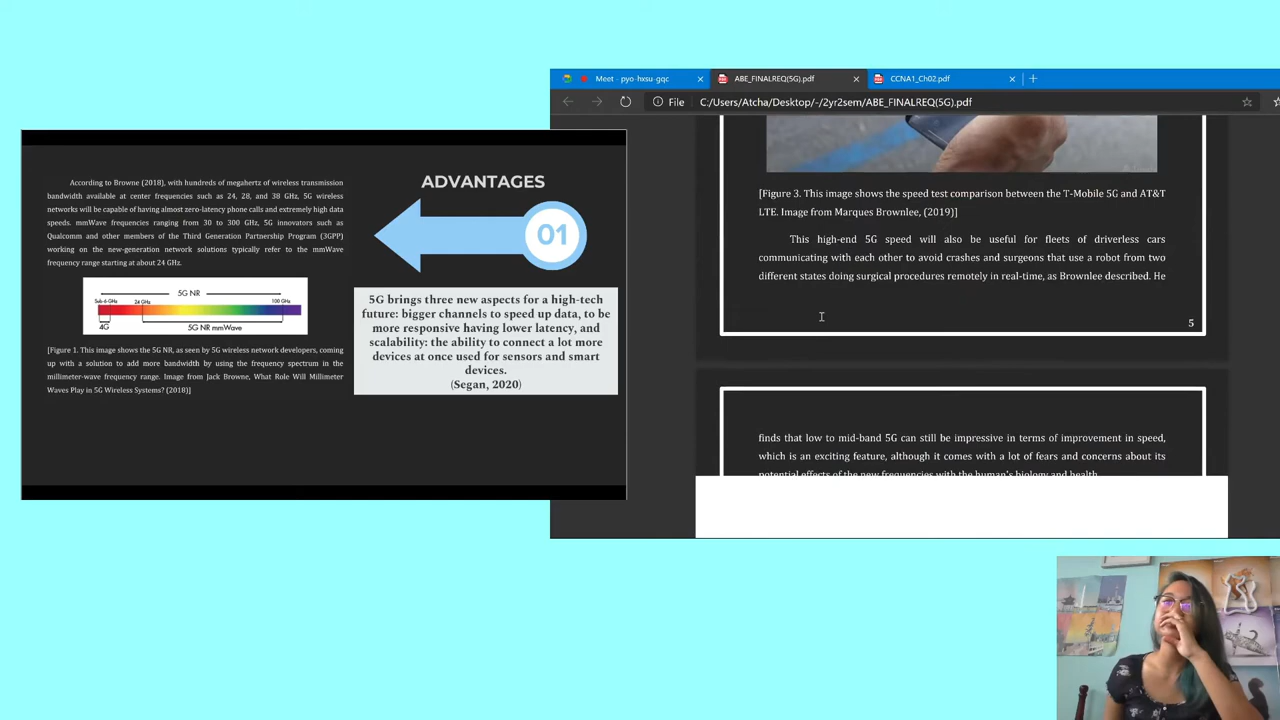 According to Browne (2018), with hundreds of megahertz of wireless transmission
bandwidth available at center frequencies such as 24, 28, and 38 GHz, 5G wireless
networks will be capable of having almost zero-latency phone calls and extremely high data
speeds. mmWave frequencies ranging from 30 to 300 GHz, 5G innovators such as
Qualcomm and other members of the Third Generation Partnership Program (3GPP)
working on the new-generation network solutions typically refer to the mmWave
frequency range starting at about 24 GHz.
5G NR
Sub-6 GHz 24 GHz 100 GHz
4G 5G NR mmWave
[Figure 1. This image shows the 5G NR, as seen by 5G wireless network developers, coming
up with a solution to add more bandwidth by using the frequency spectrum in the
millimeter-wave frequency range. Image from Jack Browne, What Role Will Millimeter
Waves Play in 5G Wireless Systems? (2018)]
ADVANTAGES
01
5G brings three new aspects for a high-tech
future: bigger channels to speed up data, to be
more responsive having lower latency, and
scalability: the ability to connect a lot more
devices at once used for sensors and smart
devices.
(Segan, 2020)
Meet - pyo-hxsu-gqc
ABE_FINALREQ(5G).pdf
CCNA1_Ch02.pdf
File C:/Users/Atcha/Desktop/-/2yr2sem/ABE_FINALREQ(5G).pdf
[Figure 3. This image shows the speed test comparison between the T-Mobile 5G and AT&T
LTE. Image from Marques Brownlee, (2019)]
This high-end 5G speed will also be useful for fleets of driverless cars
communicating with each other to avoid crashes and surgeons that use a robot from two
different states doing surgical procedures remotely in real-time, as Brownlee described. He
5
finds that low to mid-band 5G can still be impressive in terms of improvement in speed,
which is an exciting feature, although it comes with a lot of fears and concerns about its
potential effects of the new frequencies with the human's biology and health.